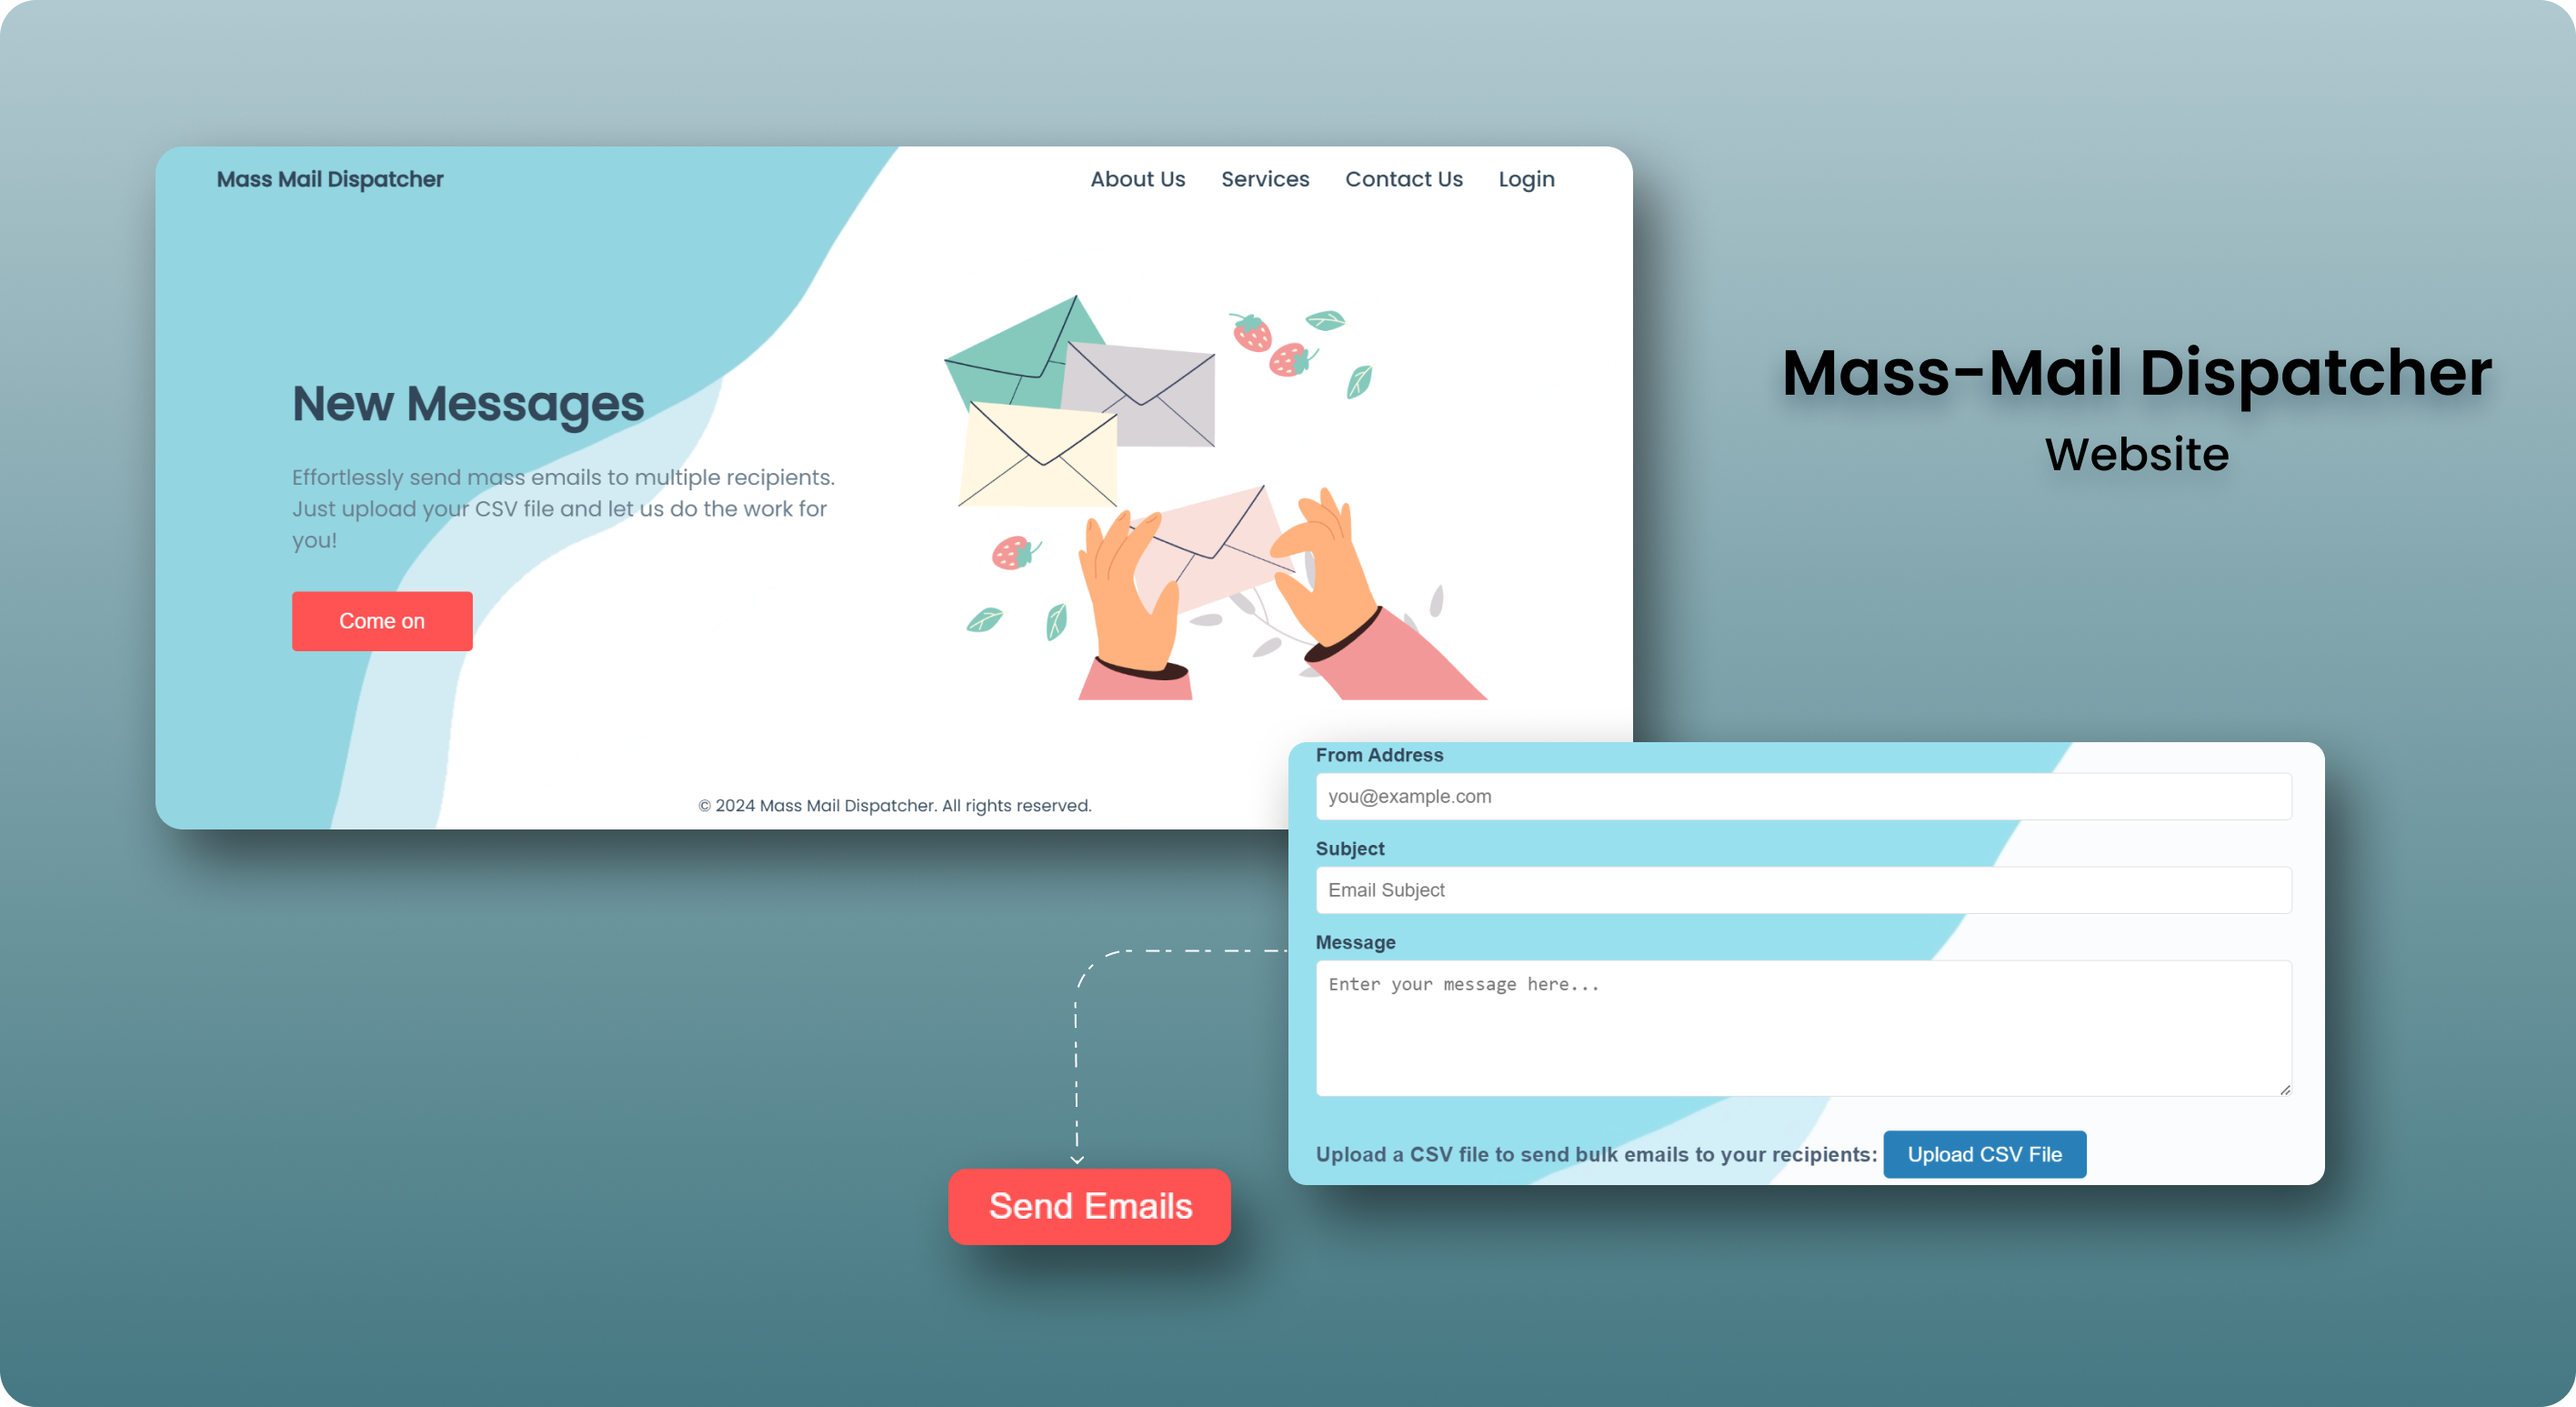 Mass Mail Dispatcher
About Us Services Contact Us Login
New Messages
Effortlessly send mass emails to multiple recipients.
Just upload your CSV file and let us do the work for
you!
Come on
© 2024 Mass Mail Dispatcher. All rights reserved.
Mass-Mail Dispatcher
Website
From Address
you@example.com
Subject
Email Subject
Message
Enter your message here...
Upload a CSV file to send bulk emails to your recipients: Upload CSV File
Send Emails